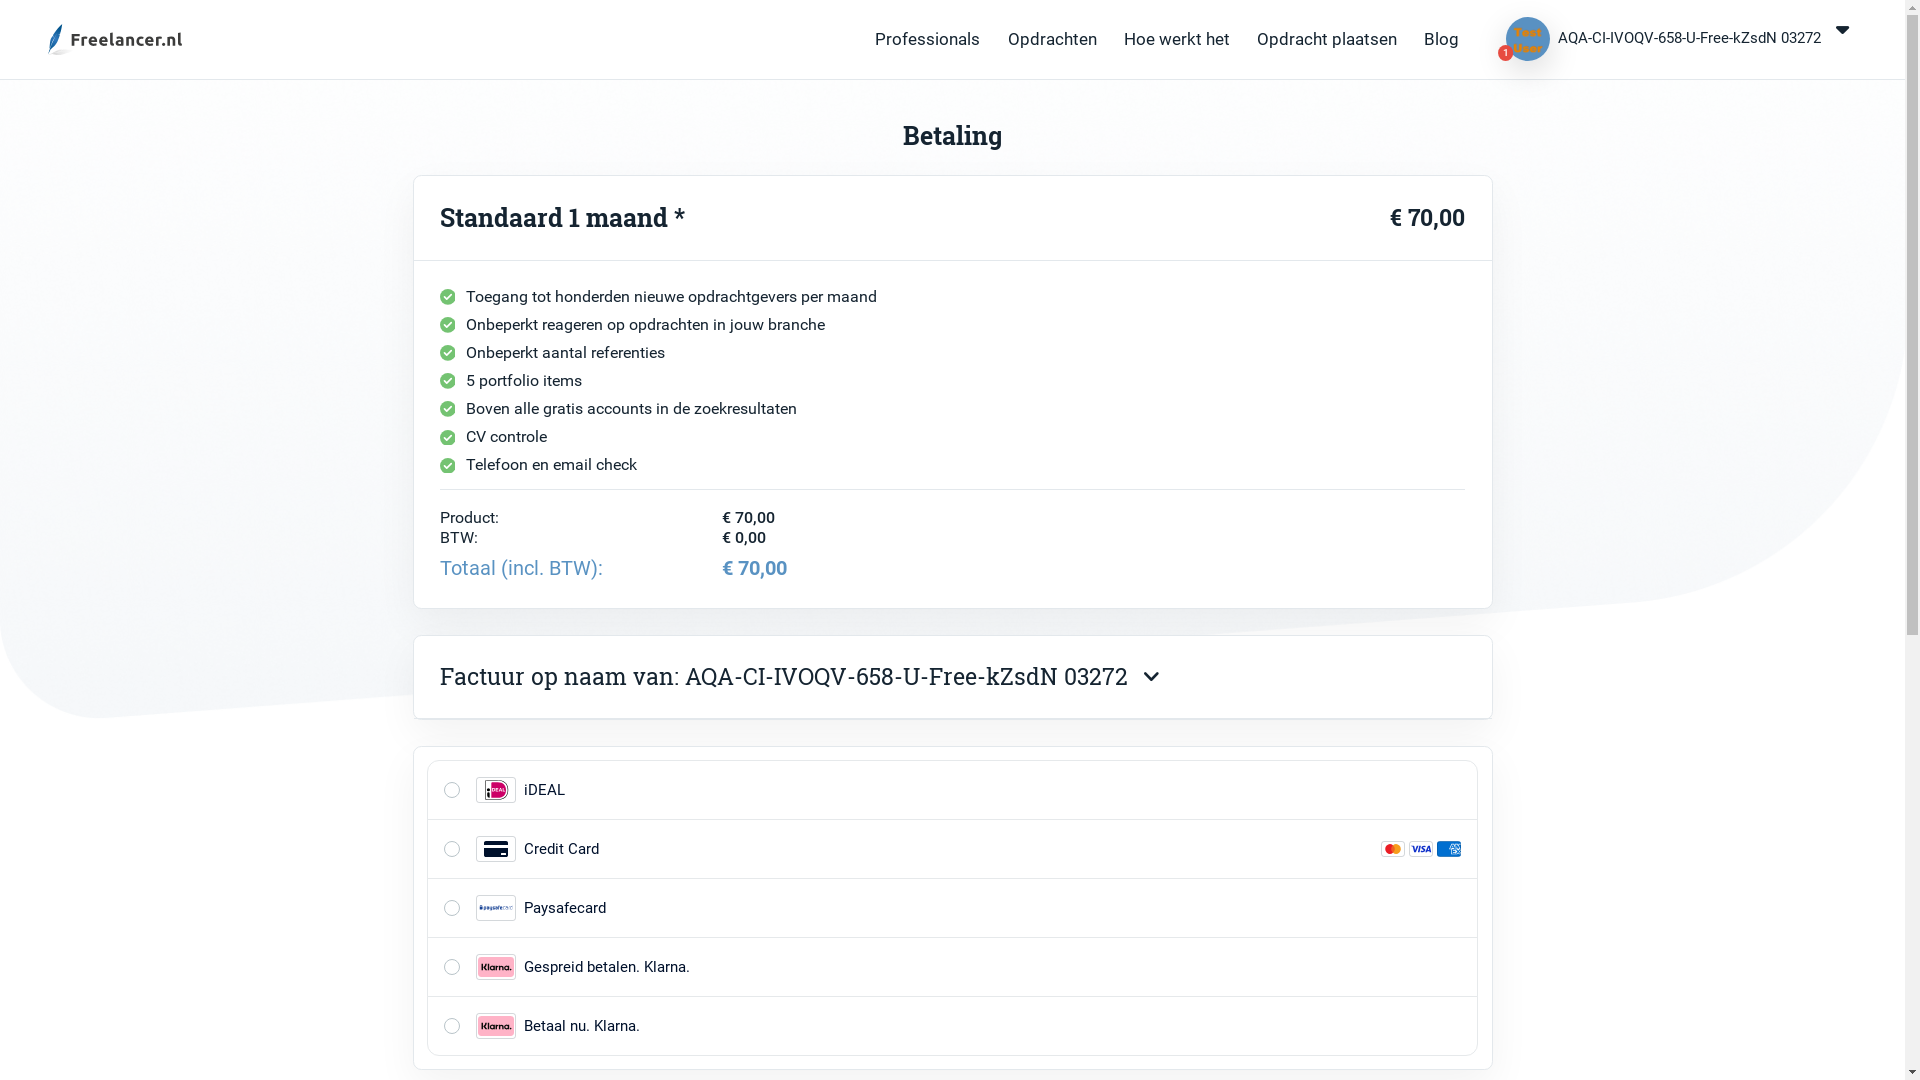 Freelancer.nl
Professionals
Opdrachten
Hoe werkt het
Opdracht plaatsen
Blog
Test User
1
AQA-CI-IVOQV-658-U-Free-kZsdN 03272
Betaling
Standaard 1 maand *
€ 70,00
Toegang tot honderden nieuwe opdrachtgevers per maand
Onbeperkt reageren op opdrachten in jouw branche
Onbeperkt aantal referenties
5 portfolio items
Boven alle gratis accounts in de zoekresultaten
CV controle
Telefoon en email check
Product: € 70,00
BTW: € 0,00
Totaal (incl. BTW): € 70,00
Factuur op naam van: AQA-CI-IVOQV-658-U-Free-kZsdN 03272
iDEAL iDEAL
Credit Card VISA AMEX
paysafecard Paysafecard
Klarna. Gespreid betalen. Klarna.
Klarna. Betaal nu. Klarna.